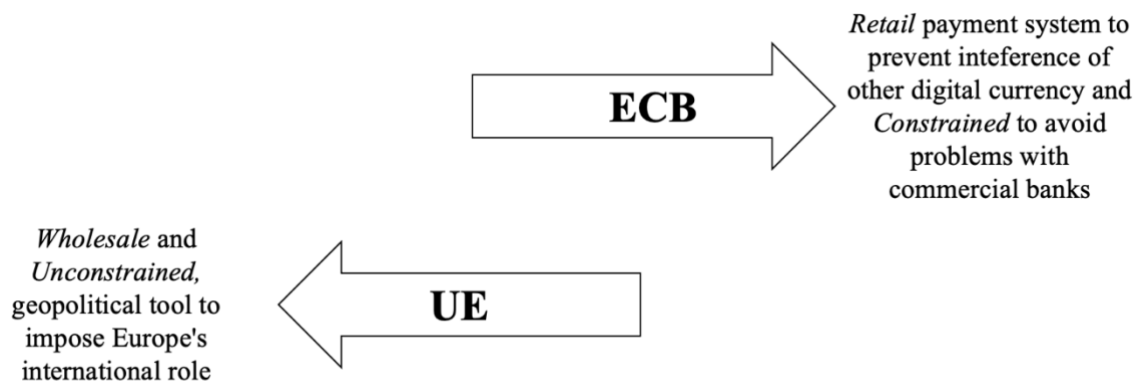 Retail payment system to
prevent inteference of
other digital currency and
Constrained to avoid
problems with
commercial banks
ECB
Wholesale and
Unconstrained,
geopolitical tool to
impose Europe's
international role
UE